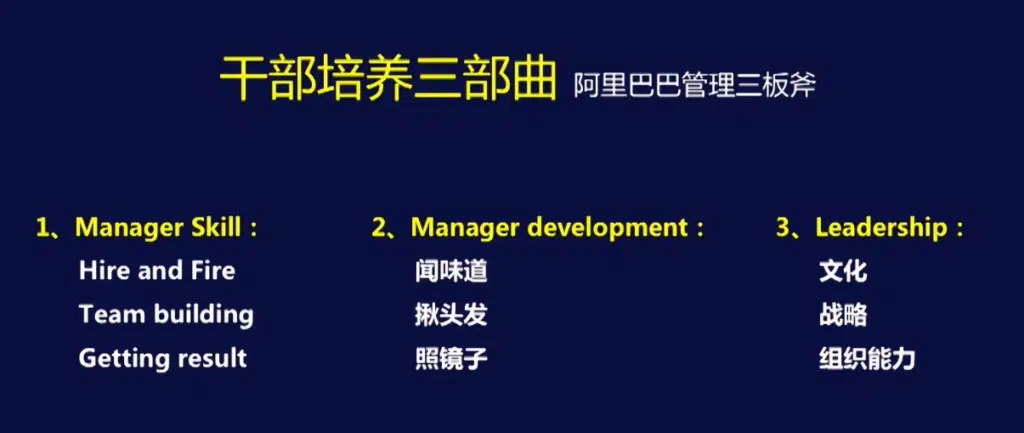 干部培养三部曲 阿里巴巴管理三板斧
1、Manager Skill：
Hire and Fire
Team building
Getting result
2、Manager development：
闻味道
揪头发
照镜子
3、Leadership：
文化
战略
组织能力